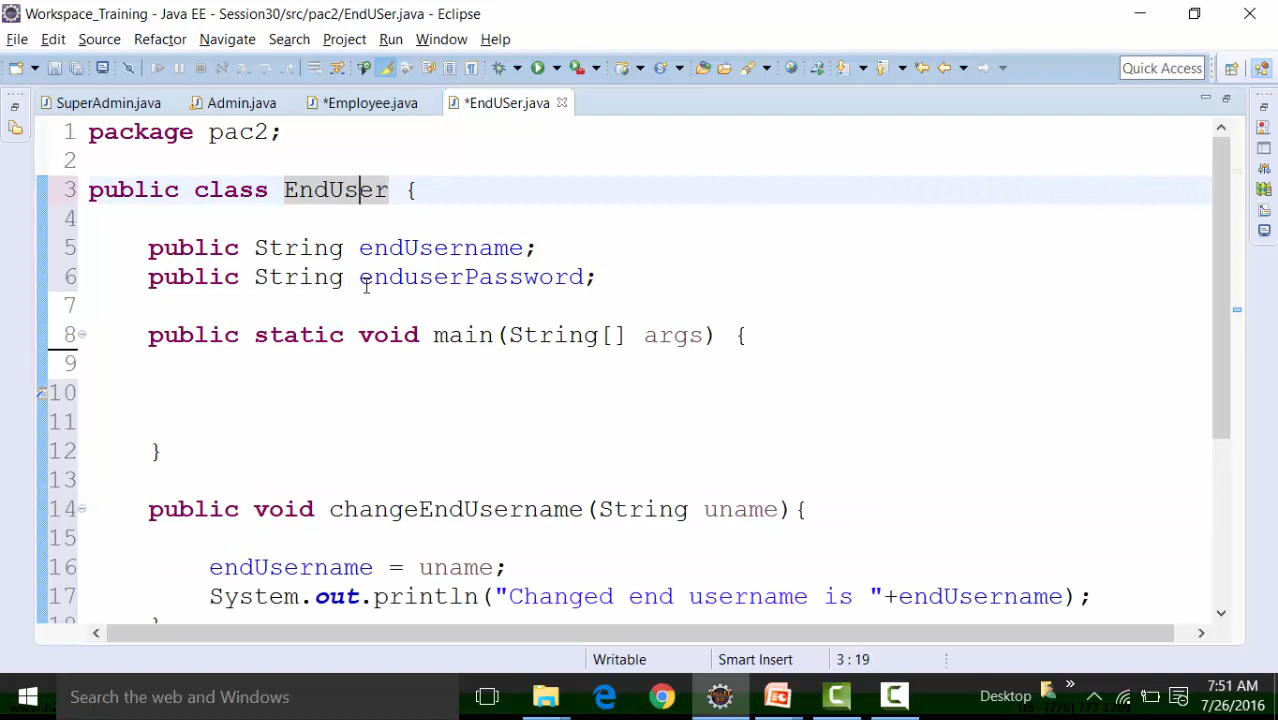 Workspace_Training - Java EE - Session30/src/pac2/EndUSer.java - Eclipse
File Edit Source Refactor Navigate Search Project Run Window Help
Quick Access
SuperAdmin.java Admin.java *Employee.java *EndUSer.java
1 package pac2;
2
3 public class EndUser {
4
5 public String endUsername;
6 public String enduserPassword;
7
8 public static void main(String[] args) {
9
10
11
12 }
13
14 public void changeEndUsername(String uname){
15
16 endUsername = uname;
17 System.out.println("Changed end username is "+endUsername);
Writable Smart Insert 3 : 19
Search the web and Windows
Desktop
7:51 AM
7/26/2016